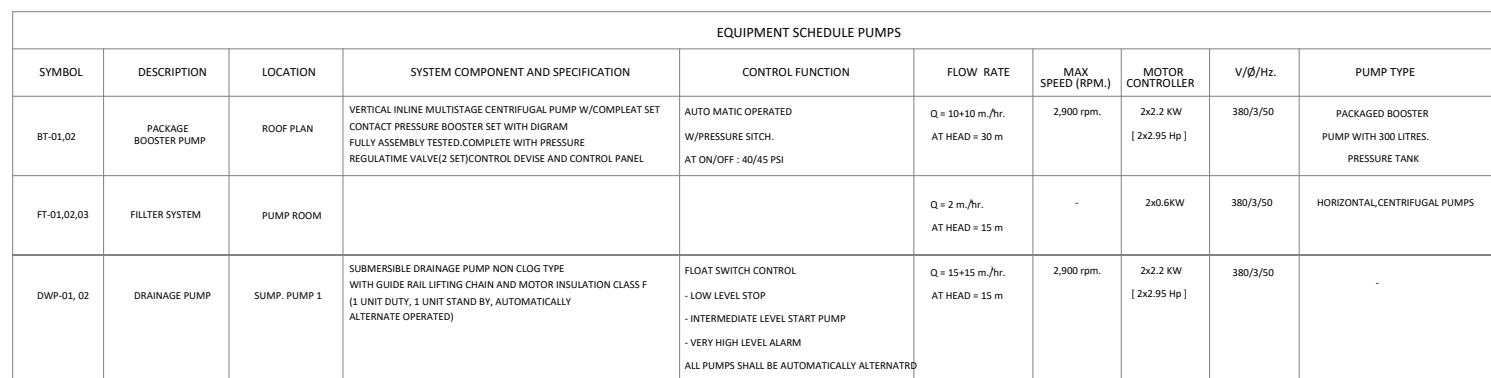 EQUIPMENT SCHEDULE PUMPS
SYMBOL
DESCRIPTION
LOCATION
SYSTEM COMPONENT AND SPECIFICATION
CONTROL FUNCTION
FLOW RATE
MAX
SPEED (RPM.)
MOTOR
CONTROLLER
V/Ø/Hz.
PUMP TYPE
BT-01,02
PACKAGE
BOOSTER PUMP
ROOF PLAN
VERTICAL INLINE MULTISTAGE CENTRIFUGAL PUMP W/COMPLEAT SET
CONTACT PRESSURE BOOSTER SET WITH DIGRAM
FULLY ASSEMBLY TESTED.COMPLETE WITH PRESSURE
REGULATIME VALVE(2 SET)CONTROL DEVISE AND CONTROL PANEL
AUTO MATIC OPERATED
W/PRESSURE SITCH.
AT ON/OFF : 40/45 PSI
Q = 10+10 m./hr.
AT HEAD = 30 m
2,900 rpm.
2x2.2 KW
[ 2x2.95 Hp ]
380/3/50
PACKAGED BOOSTER
PUMP WITH 300 LITRES.
PRESSURE TANK
FT-01,02,03
FILLTER SYSTEM
PUMP ROOM
Q = 2 m./hr.
AT HEAD = 15 m
-
2x0.6KW
380/3/50
HORIZONTAL,CENTRIFUGAL PUMPS
DWP-01, 02
DRAINAGE PUMP
SUMP. PUMP 1
SUBMERSIBLE DRAINAGE PUMP NON CLOG TYPE
WITH GUIDE RAIL LIFTING CHAIN AND MOTOR INSULATION CLASS F
(1 UNIT DUTY, 1 UNIT STAND BY, AUTOMATICALLY
ALTERNATE OPERATED)
FLOAT SWITCH CONTROL
- LOW LEVEL STOP
- INTERMEDIATE LEVEL START PUMP
- VERY HIGH LEVEL ALARM
ALL PUMPS SHALL BE AUTOMATICALLY ALTERNATRD
Q = 15+15 m./hr.
AT HEAD = 15 m
2,900 rpm.
2x2.2 KW
[ 2x2.95 Hp ]
380/3/50
-